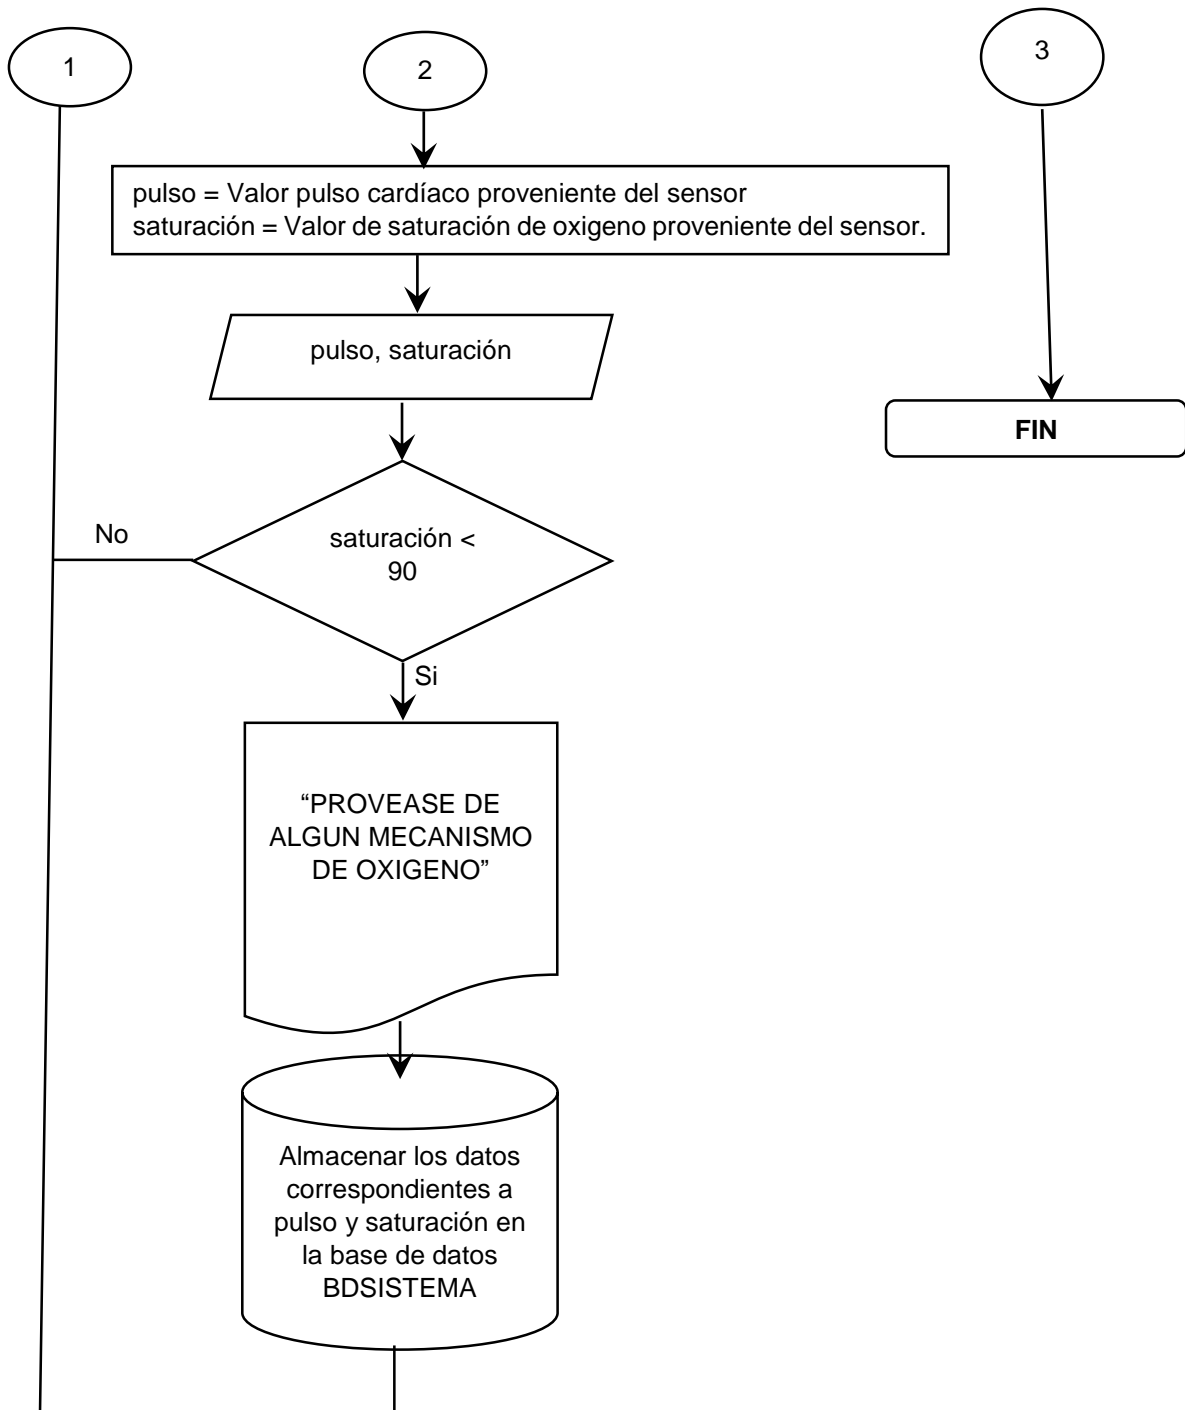 1
2
3
pulso = Valor pulso cardíaco proveniente del sensor
saturación = Valor de saturación de oxigeno proveniente del sensor.
pulso, saturación
FIN
No
saturación <
90
Si
“PROVEASE DE
ALGUN MECANISMO
DE OXIGENO”
Almacenar los datos
correspondientes a
pulso y saturación en
la base de datos
BDSISTEMA